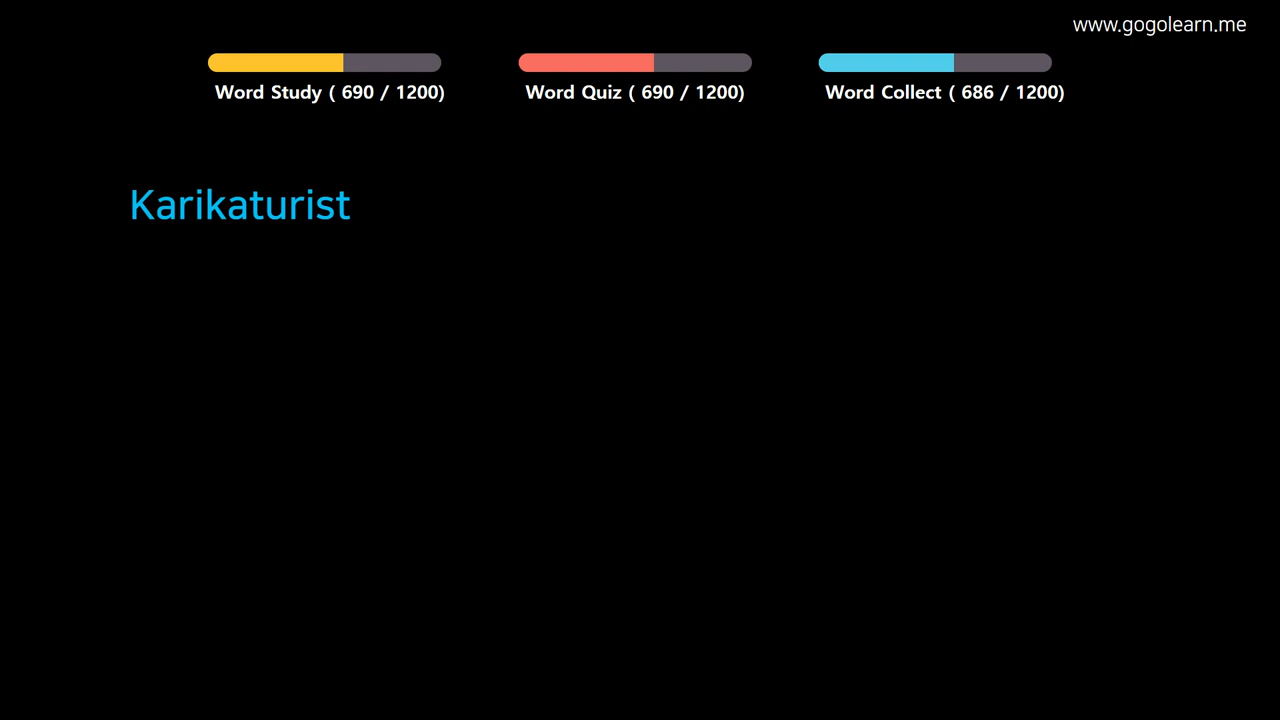 www.gogolearn.me
Word Study ( 690 / 1200)
Word Quiz ( 690 / 1200)
Word Collect ( 686 / 1200)
Karikaturist